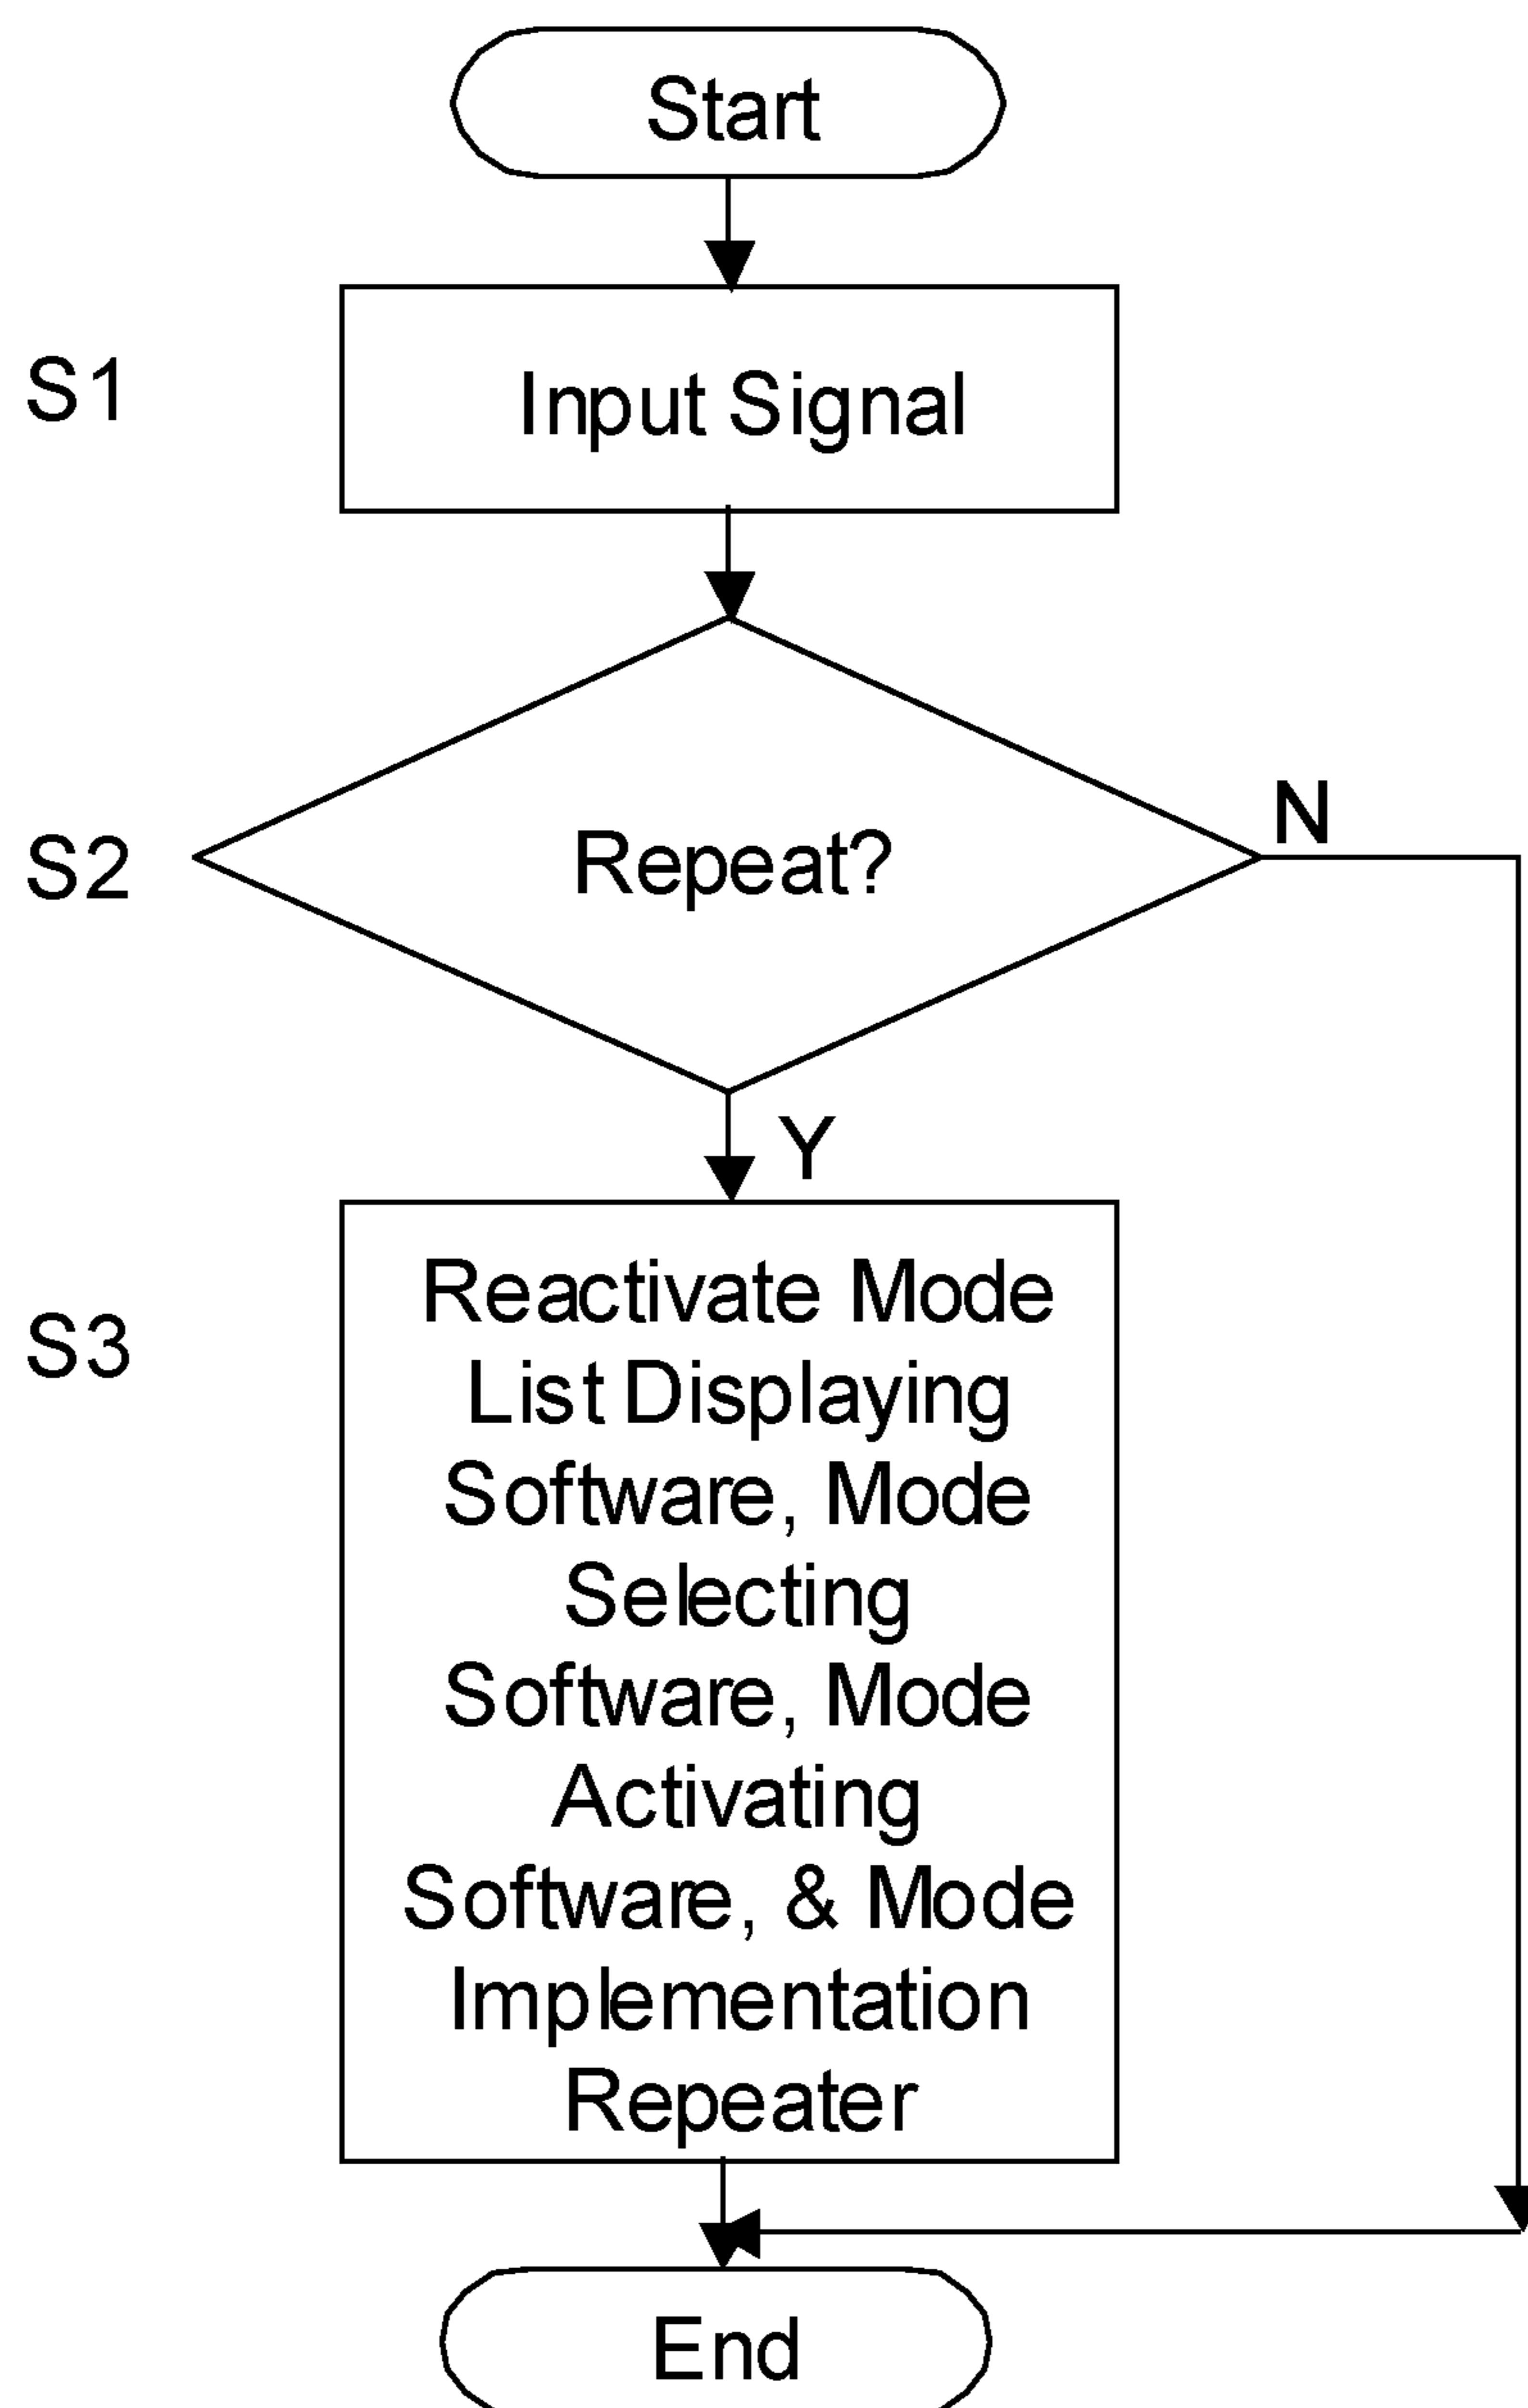 Start
S1
Input Signal
S2
Repeat?
N
Y
S3
Reactivate Mode
List Displaying
Software, Mode
Selecting
Software, Mode
Activating
Software, & Mode
Implementation
Repeater
End